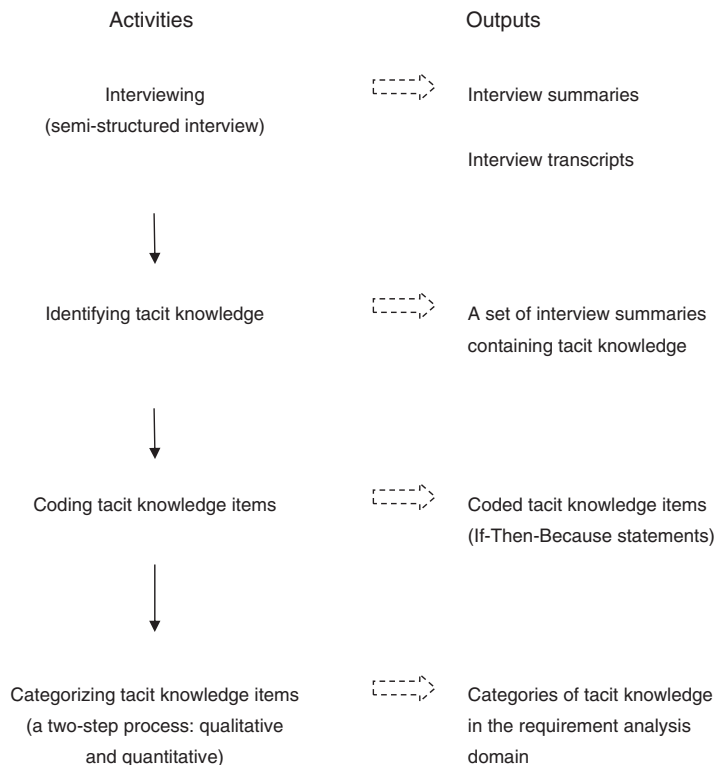 Activities
Outputs
Interviewing
(semi-structured interview)
Interview summaries
Interview transcripts
Identifying tacit knowledge
A set of interview summaries
containing tacit knowledge
Coding tacit knowledge items
Coded tacit knowledge items
(If-Then-Because statements)
Categorizing tacit knowledge items
(a two-step process: qualitative
and quantitative)
Categories of tacit knowledge
in the requirement analysis
domain